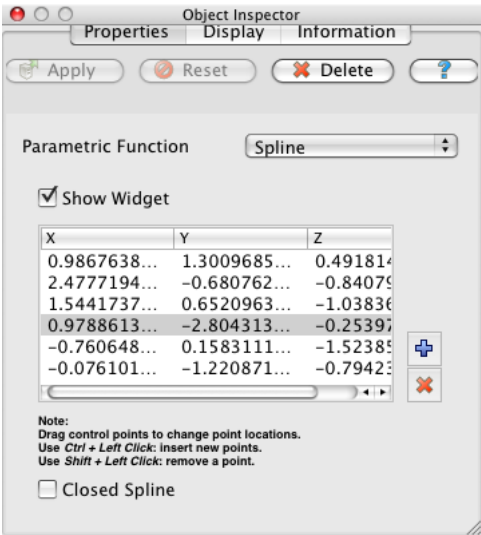 Object Inspector
Properties Display Information
Apply Reset Delete ?
Parametric Function Spline
Show Widget
X Y Z
0.9867638... 1.3009685... 0.491814
2.4777194... -0.680762... -0.84079
1.5441737... 0.6520963... -1.03836
0.9788613... -2.804313... -0.25397
-0.760648... 0.1583111... -1.52385
-0.076101... -1.220871... -0.79423
Note:
Drag control points to change point locations.
Use Ctrl + Left Click: insert new points.
Use Shift + Left Click: remove a point.
Closed Spline